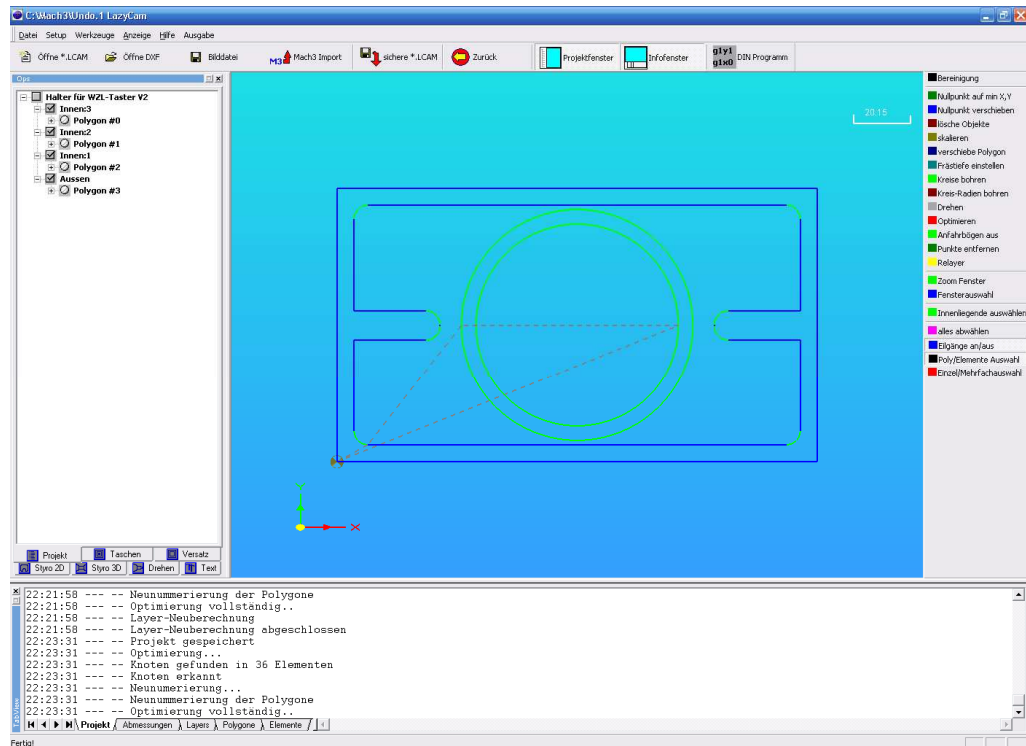 C:\Mach3\Undo.1 LazyCam
Datei Setup Werkzeuge Anzeige Hilfe Ausgabe
Öffne *.LCAM Öffne DXF Bilddatei M3 Mach3 Import sichere *.LCAM Zurück Projektfenster Infofenster g1y1 g1x0 DIN Programm
Ops
Halter für WZL-Taster V2
Innen:3
Polygon #0
Innen:2
Polygon #1
Innen:1
Polygon #2
Aussen
Polygon #3
Projekt Taschen Versatz
Styro 2D Styro 3D Drehen Text
20.15
Y
X
Bereinigung
Nullpunkt auf min X,Y
Nullpunkt verschieben
lösche Objekte
skalieren
verschiebe Polygon
Frästiefe einstellen
Kreise bohren
Kreis-Radien bohren
Drehen
Optimieren
Anfahrbögen aus
Punkte entfernen
Relayer
Zoom Fenster
Fensterauswahl
Innenliegende auswählen
alles abwählen
Eilgänge an/aus
Poly/Elemente Auswahl
Einzel/Mehrfachauswahl
22:21:58 --- -- Neunummerierung der Polygone
22:21:58 --- -- Optimierung vollständig..
22:21:58 --- -- Layer-Neuberechnung
22:21:58 --- -- Layer-Neuberechnung abgeschlossen
22:23:31 --- -- Projekt gespeichert
22:23:31 --- -- Optimierung...
22:23:31 --- -- Knoten gefunden in 36 Elementen
22:23:31 --- -- Knoten erkannt
22:23:31 --- -- Neunumerierung...
22:23:31 --- -- Neunummerierung der Polygone
22:23:31 --- -- Optimierung vollständig..
TabView
Projekt Abmessungen Layers Polygone Elemente
Fertig!